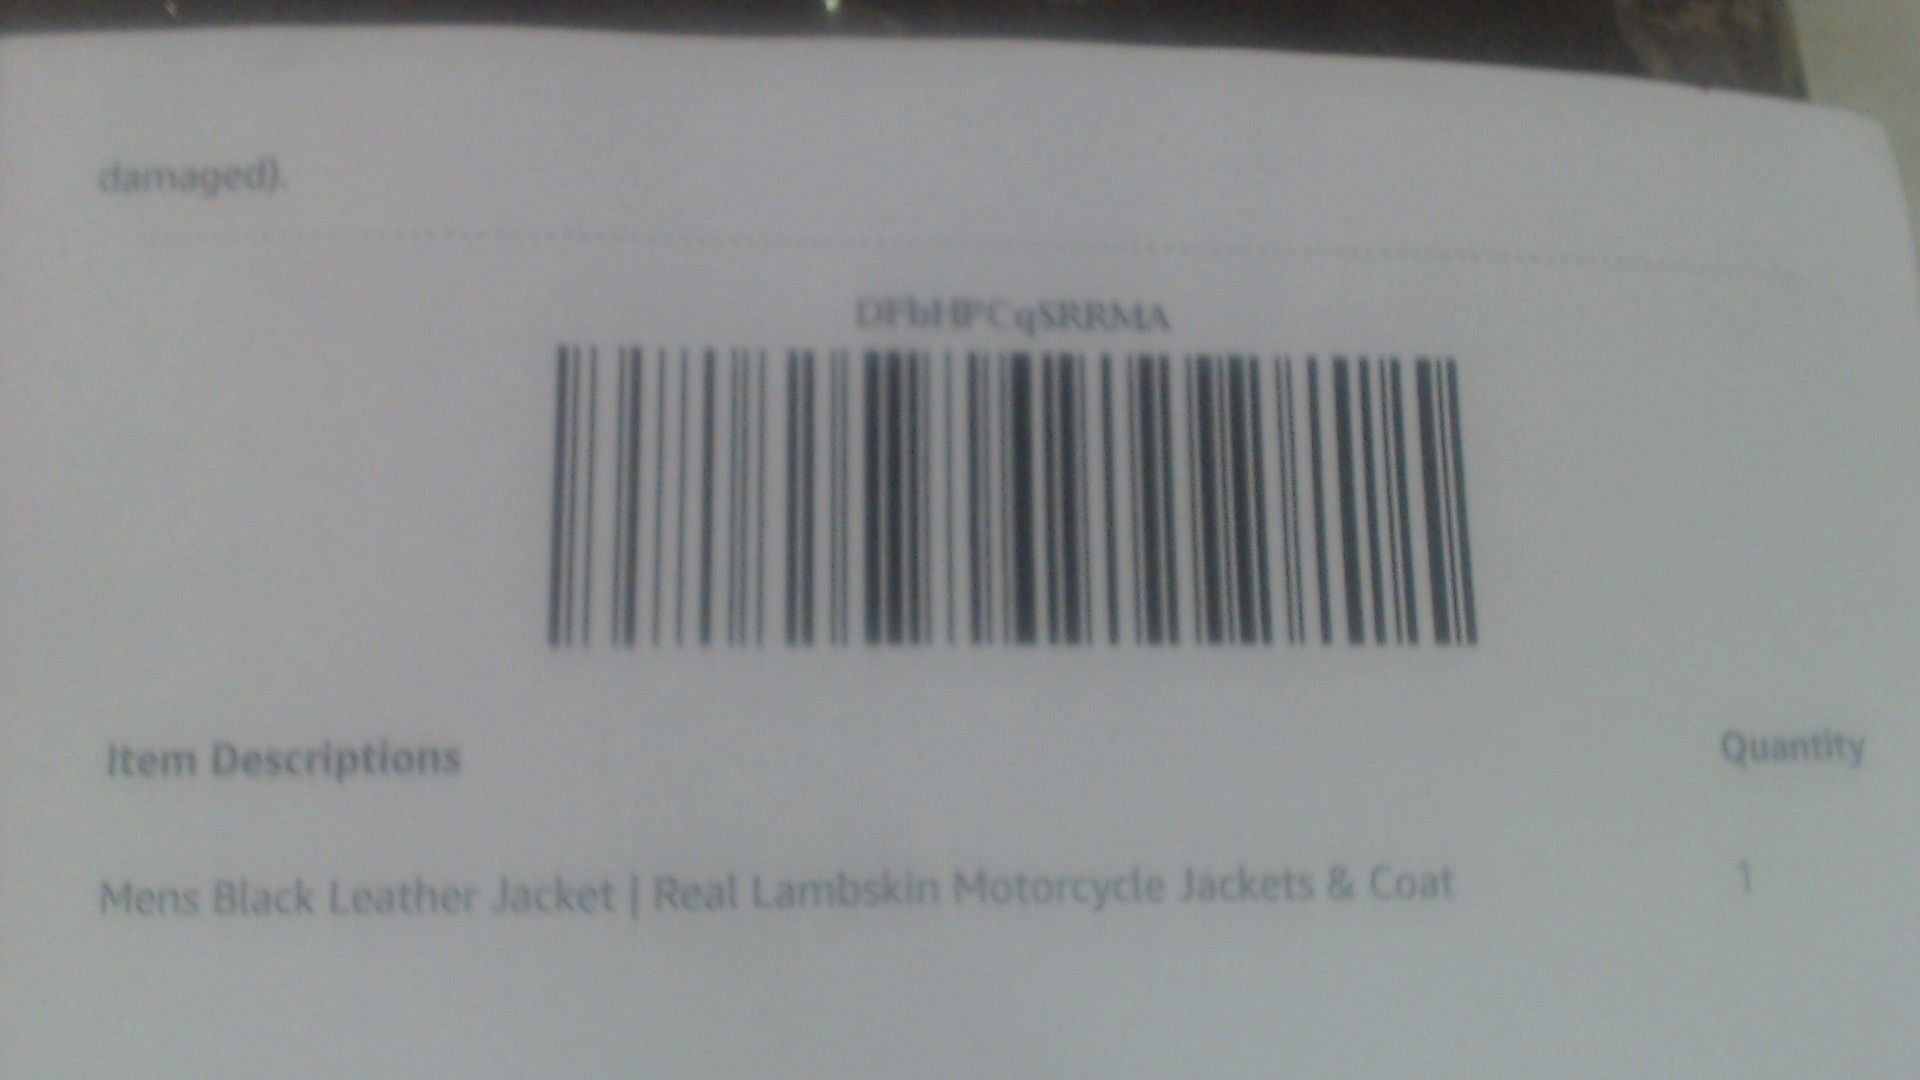 damaged).
DFbHPCqSRRMA
Item Descriptions Quantity
Mens Black Leather Jacket | Real Lambskin Motorcycle Jackets & Coat 1